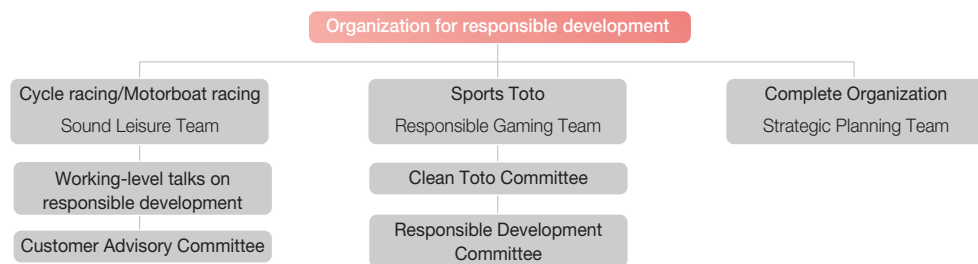 Organization for responsible development
Cycle racing/Motorboat racing
Sound Leisure Team
Working-level talks on
responsible development
Customer Advisory Committee
Sports Toto
Responsible Gaming Team
Clean Toto Committee
Responsible Development
Committee
Complete Organization
Strategic Planning Team